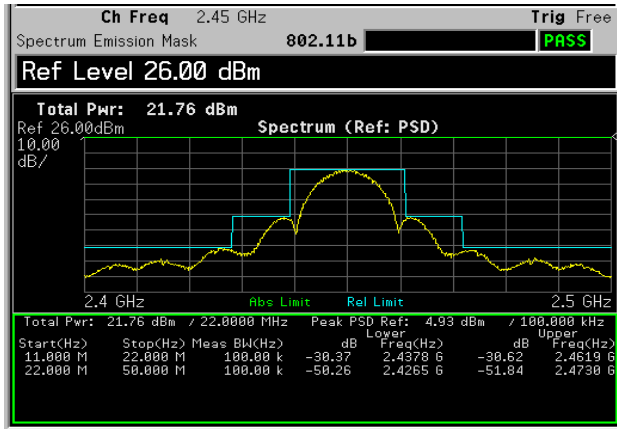 Ch Freq 2.45 GHz Trig Free
Spectrum Emission Mask 802.11b PASS
Ref Level 26.00 dBm
Total Pwr: 21.76 dBm
Ref 26.00dBm Spectrum (Ref: PSD)
10.00
dB/
2.4 GHz Abs Limit Rel Limit 2.5 GHz
Total Pwr: 21.76 dBm / 22.0000 MHz Peak PSD Ref: 4.93 dBm / 100.000 kHz
Lower Upper
Start(Hz) Stop(Hz) Meas BW(Hz) dB Freq(Hz) dB Freq(Hz)
11.000 M 22.000 M 100.00 k -30.37 2.4378 G -30.62 2.4619 G
22.000 M 50.000 M 100.00 k -50.26 2.4265 G -51.84 2.4730 G